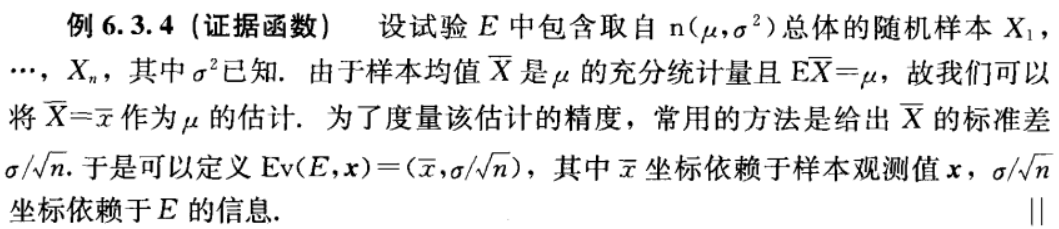 例 6.3.4 (证据函数) 设试验 E 中包含取自 n(μ,σ²)总体的随机样本 X₁,
…, Xₙ, 其中σ²已知. 由于样本均值 X̅ 是 μ 的充分统计量且 EX̅=μ, 故我们可以
将 X̅=x̅ 作为 μ 的估计. 为了度量该估计的精度, 常用的方法是给出 X̅ 的标准差
σ/√n. 于是可以定义 Ev(E,x)=(x̅,σ/√n), 其中 x̅ 坐标依赖于样本观测值 x, σ/√n
坐标依赖于 E 的信息. ||